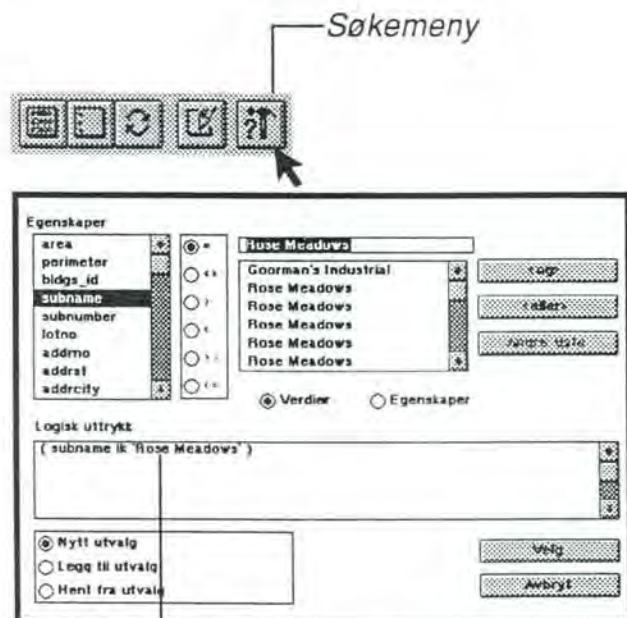 Søkemeny
Egenskaper
area
perimeter
bldgs_id
subname
subnumber
lotno
addrno
addrst
addrcity
=
<>
>
<
>=
<=
Rose Meadows
Goorman's Industrial
Rose Meadows
Rose Meadows
Rose Meadows
Rose Meadows
Rose Meadows
<og>
<eller>
Verdier
Egenskaper
Logisk uttrykk
( subname lk 'Rose Meadows' )
Nytt utvalg
Legg til utvalg
Hent fra utvalg
Velg
Avbryt